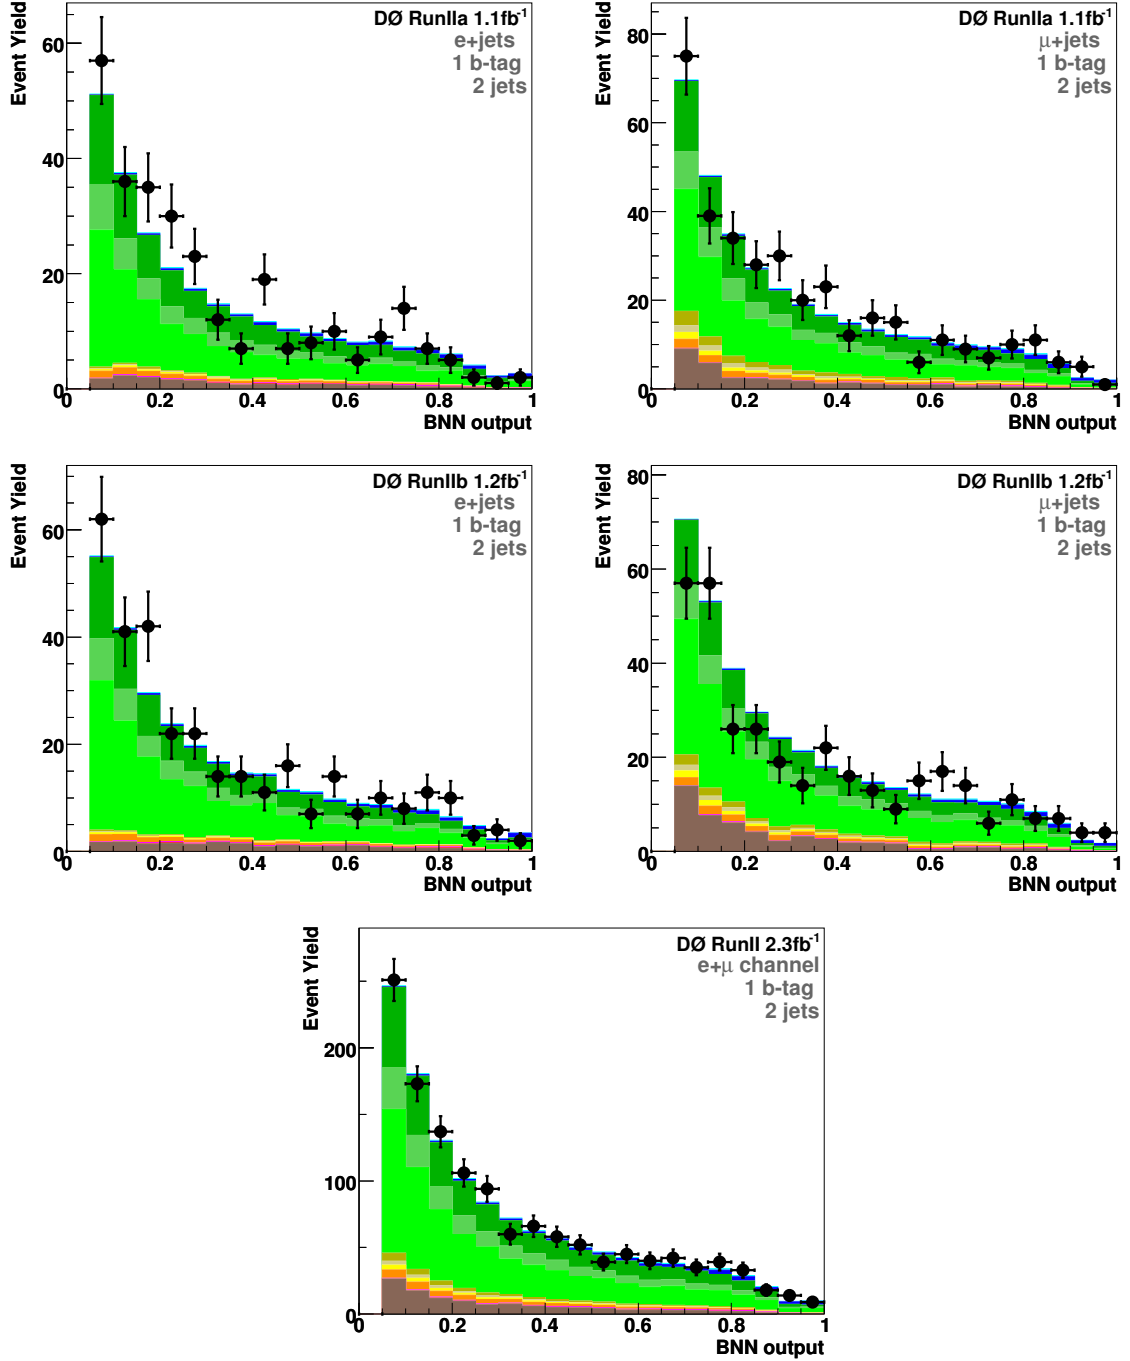 Event Yield
DØ RunIIa 1.1fb⁻¹
e+jets
1 b-tag
2 jets
60
40
20
0
0 0.2 0.4 0.6 0.8 1
BNN output
Event Yield
DØ RunIIa 1.1fb⁻¹
μ+jets
1 b-tag
2 jets
80
60
40
20
0
0 0.2 0.4 0.6 0.8 1
BNN output
Event Yield
DØ RunIIb 1.2fb⁻¹
e+jets
1 b-tag
2 jets
60
40
20
0
0 0.2 0.4 0.6 0.8 1
BNN output
Event Yield
DØ RunIIb 1.2fb⁻¹
μ+jets
1 b-tag
2 jets
80
60
40
20
0
0 0.2 0.4 0.6 0.8 1
BNN output
Event Yield
DØ RunII 2.3fb⁻¹
e+μ channel
1 b-tag
2 jets
200
100
0
0 0.2 0.4 0.6 0.8 1
BNN output